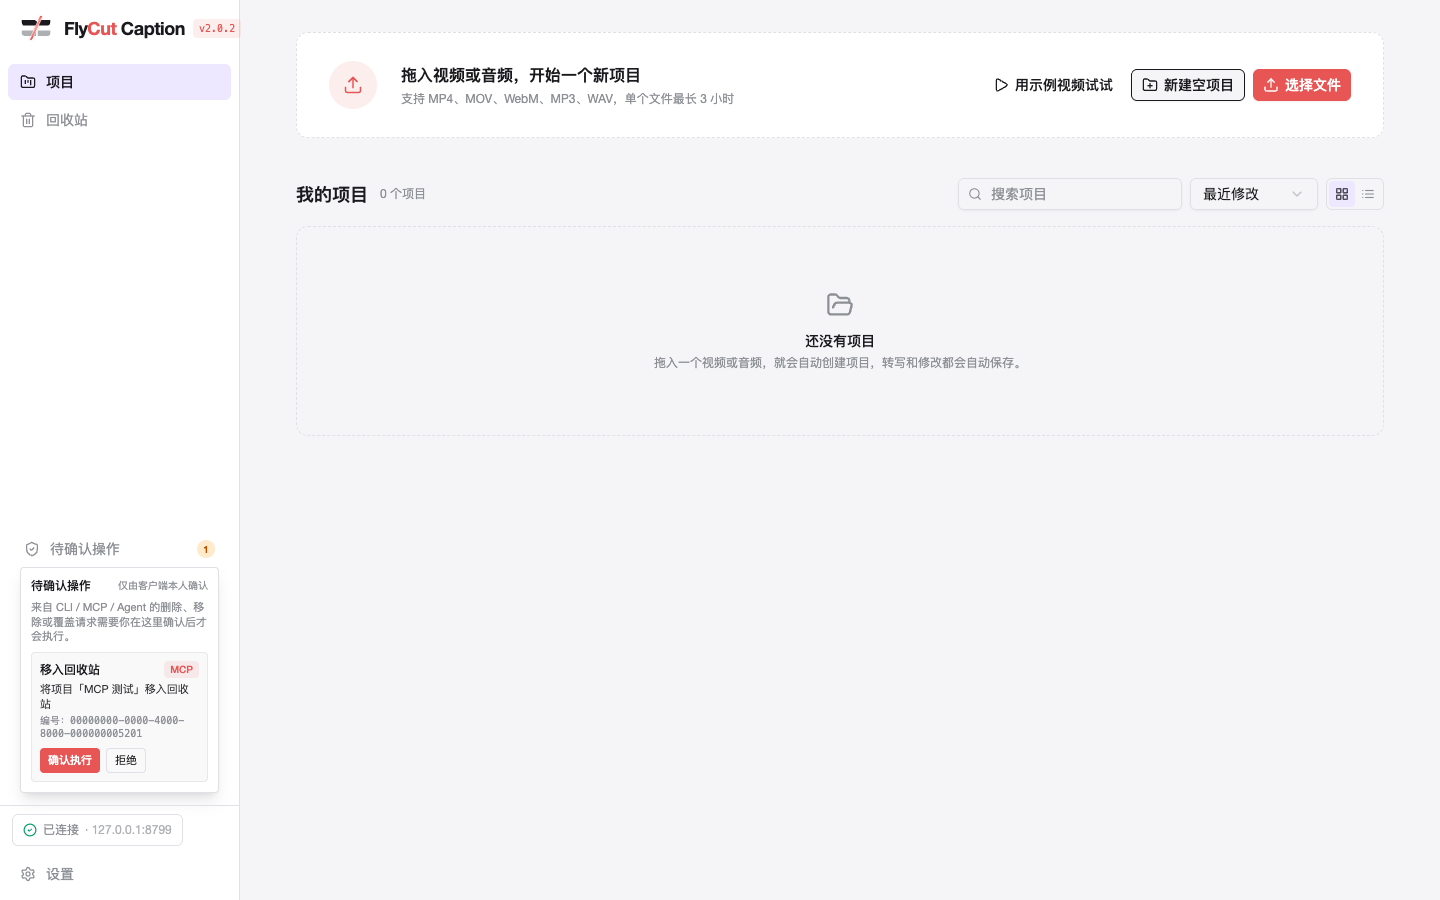 FlyCut Caption v2.0.2
项目
回收站
拖入视频或音频，开始一个新项目
支持 MP4、MOV、WebM、MP3、WAV，单个文件最长 3 小时
用示例视频试试
新建空项目
选择文件
我的项目 0 个项目
搜索项目
最近修改
还没有项目
拖入一个视频或音频，就会自动创建项目，转写和修改都会自动保存。
待确认操作 1
待确认操作 仅由客户端本人确认
来自 CLI / MCP / Agent 的删除、移
除或覆盖请求需要你在这里确认后才
会执行。
移入回收站 MCP
将项目「MCP 测试」移入回收
站
编号：00000000-0000-4000-
8000-000000005201
确认执行 拒绝
已连接 · 127.0.0.1:8799
设置